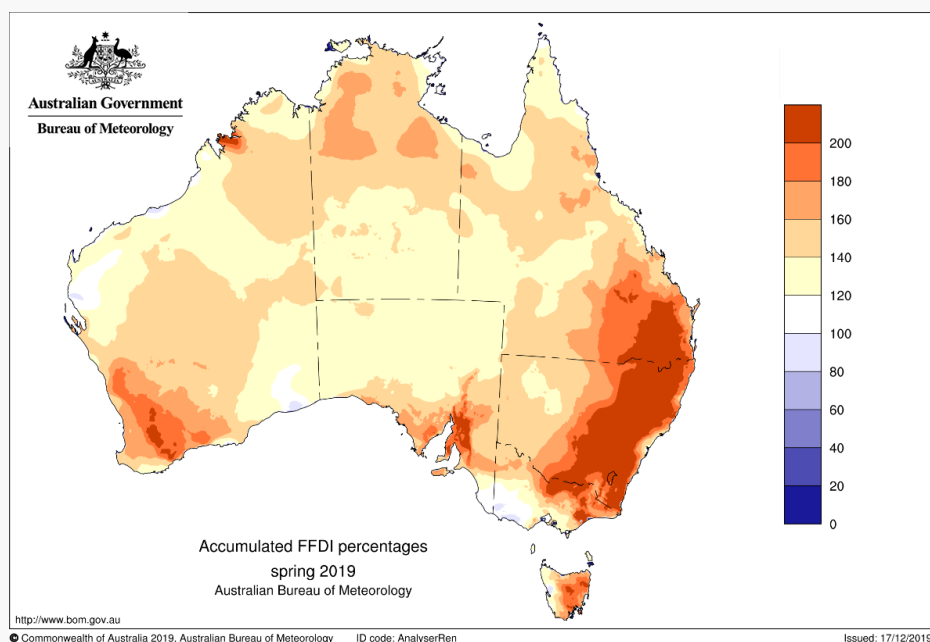 Australian Government
Bureau of Meteorology
200
180
160
140
120
100
80
60
40
20
0
Accumulated FFDI percentages
spring 2019
Australian Bureau of Meteorology
http://www.bom.gov.au
© Commonwealth of Australia 2019, Australian Bureau of Meteorology ID code: AnalyserRen Issued: 17/12/2019